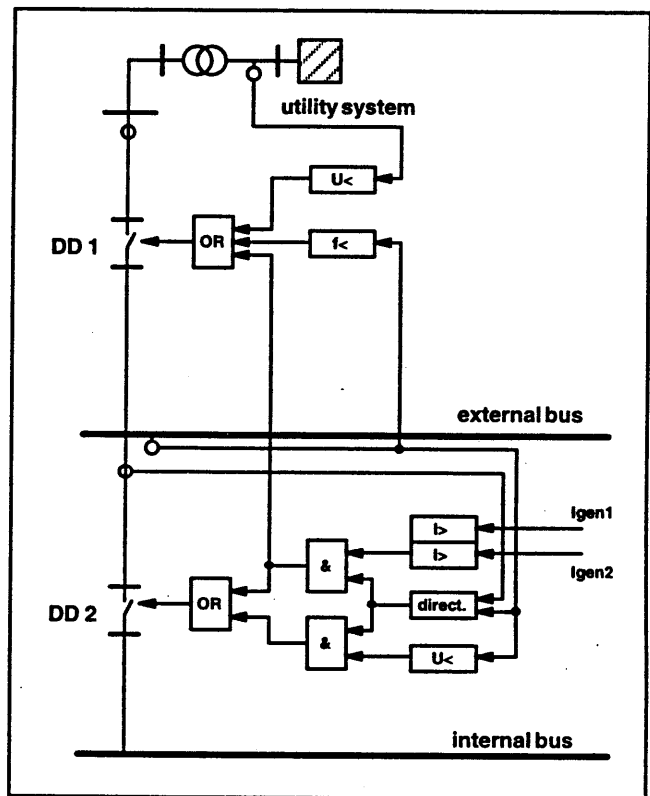 utility system
U<
DD 1
OR
f<
external bus
I>
Igen1
I>
Igen2
&
direct.
DD 2
OR
&
U<
internal bus